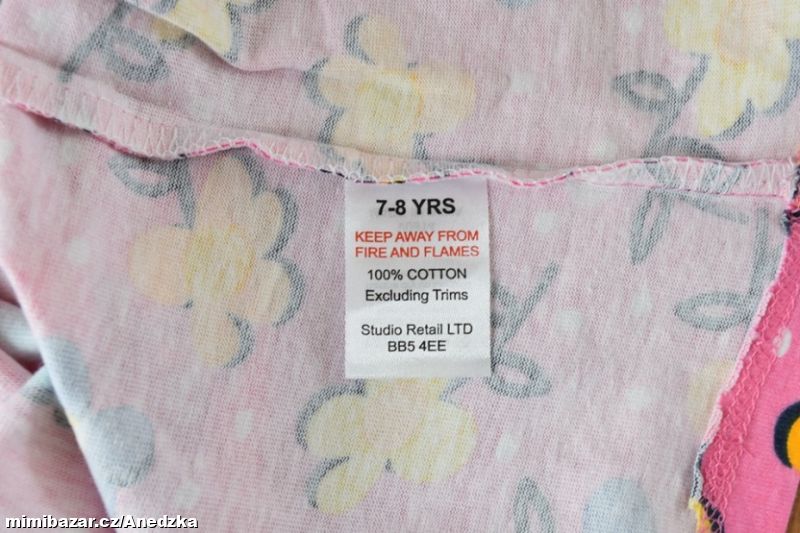 7-8 YRS
KEEP AWAY FROM
FIRE AND FLAMES
100% COTTON
Excluding Trims
Studio Retail LTD
BB5 4EE
mimibazar.cz/Anedzka